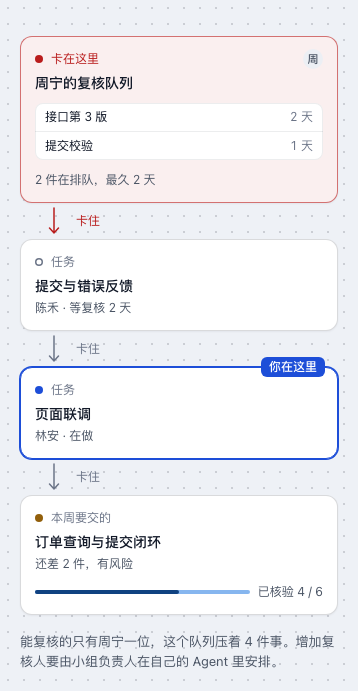 卡在这里
周
周宁的复核队列
接口第 3 版 2 天
提交校验 1 天
2 件在排队，最久 2 天
卡住
任务
提交与错误反馈
陈禾 · 等复核 2 天
卡住
你在这里
任务
页面联调
林安 · 在做
卡住
本周要交的
订单查询与提交闭环
还差 2 件，有风险
已核验 4 / 6
能复核的只有周宁一位，这个队列压着 4 件事。增加复
核人要由小组负责人在自己的 Agent 里安排。